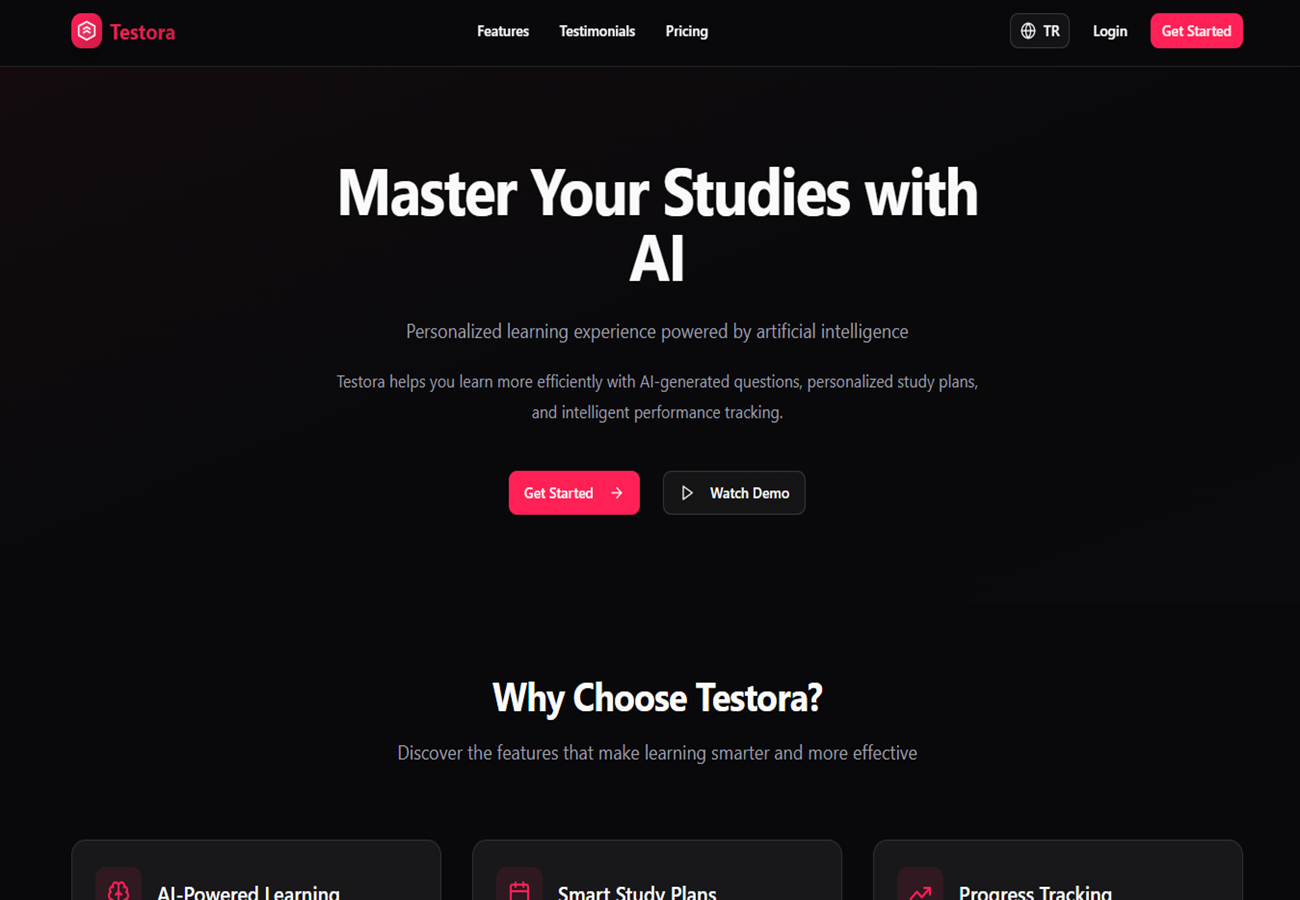 Testora
Features
Testimonials
Pricing
TR
Login
Get Started
Master Your Studies with
AI
Personalized learning experience powered by artificial intelligence
Testora helps you learn more efficiently with AI-generated questions, personalized study plans,
and intelligent performance tracking.
Get Started
Watch Demo
Why Choose Testora?
Discover the features that make learning smarter and more effective
AI-Powered Learning
Smart Study Plans
Progress Tracking